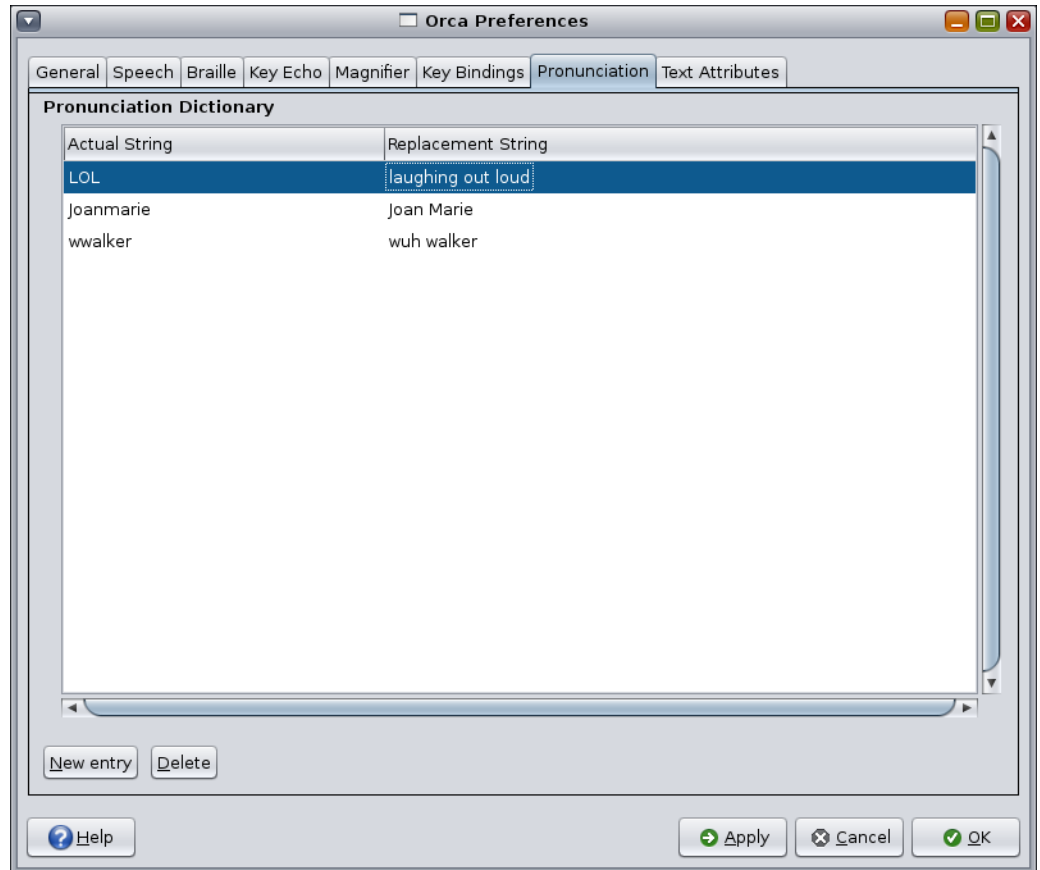 Orca Preferences
General Speech Braille Key Echo Magnifier Key Bindings Pronunciation Text Attributes
Pronunciation Dictionary
Actual String Replacement String
LOL laughing out loud
Joanmarie Joan Marie
wwalker wuh walker
New entry Delete
Help Apply Cancel OK